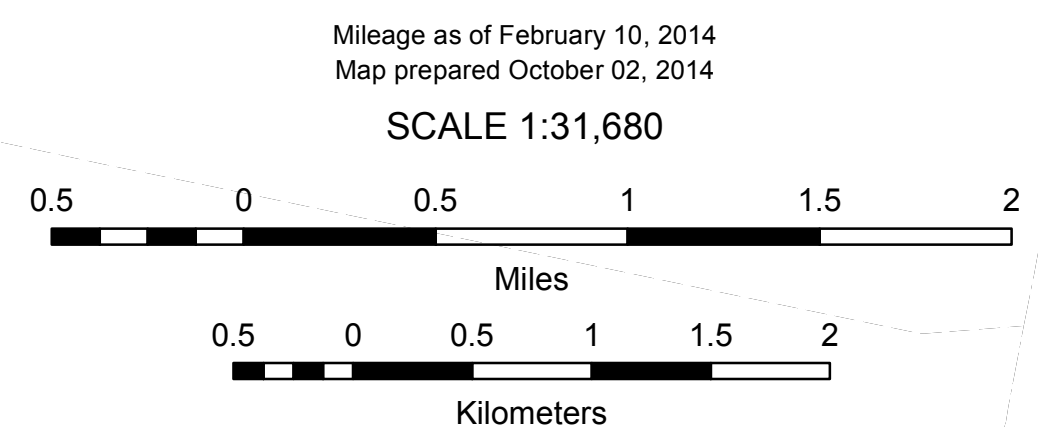 Mileage as of February 10, 2014
Map prepared October 02, 2014
SCALE 1:31,680
0.5 0 0.5 1 1.5 2
Miles
0.5 0 0.5 1 1.5 2
Kilometers